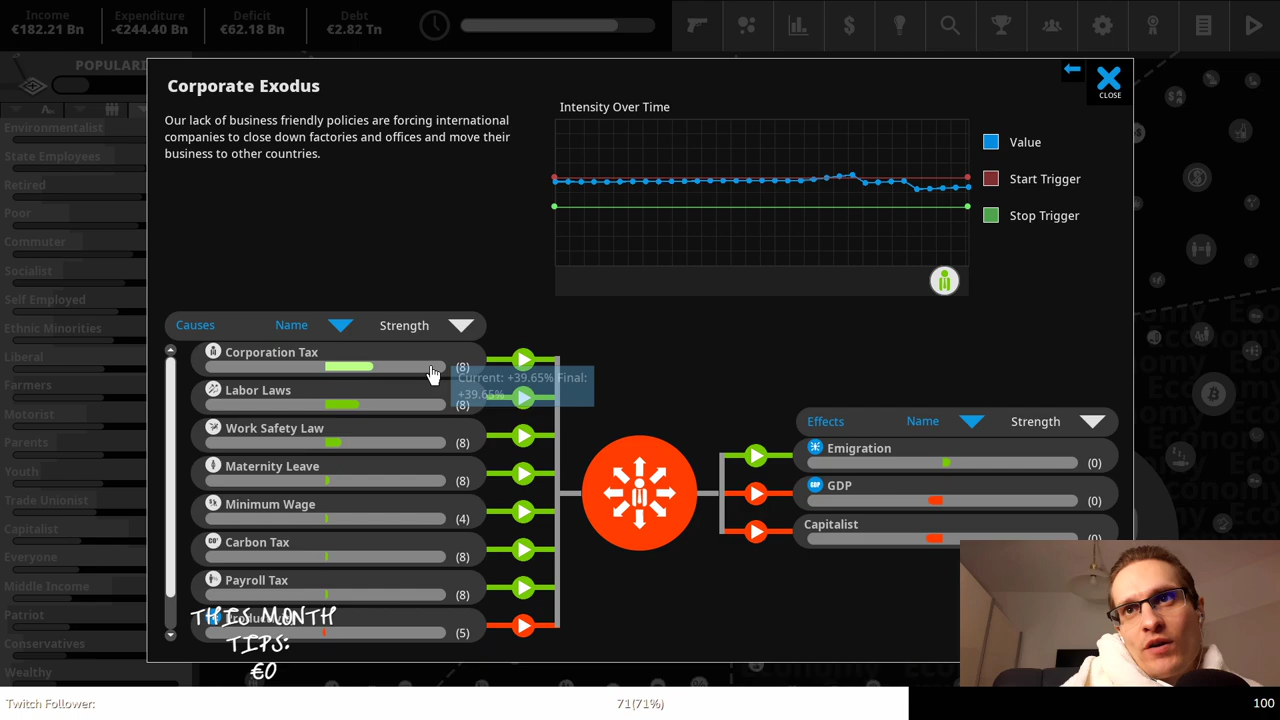 Income
Expenditure
Deficit
Debt
€182.21 Bn
-€244.40 Bn
€62.18 Bn
€2.82 Tn
POPULARI
Environmentalist
State Employees
Retired
Poor
Commuter
Socialist
Self Employed
Ethnic Minorities
Liberal
Farmers
Motorist
Parents
Youth
Trade Unionist
Capitalist
Everyone
Middle Income
Patriot
Conservatives
Wealthy
Corporate Exodus
CLOSE
Our lack of business friendly policies are forcing international
companies to close down factories and offices and move their
business to other countries.
Intensity Over Time
Value
Start Trigger
Stop Trigger
Causes Name Strength
Corporation Tax
(8)
Current: +39.65% Final:
+39.65%
Labor Laws
(8)
Work Safety Law
(8)
Maternity Leave
(8)
Minimum Wage
(4)
Carbon Tax
(8)
Payroll Tax
(8)
(5)
Effects Name Strength
Emigration
(0)
GDP
(0)
Capitalist
(0)
THIS MONTH
TIPS:
€0
Twitch Follower:
71(71%)
100